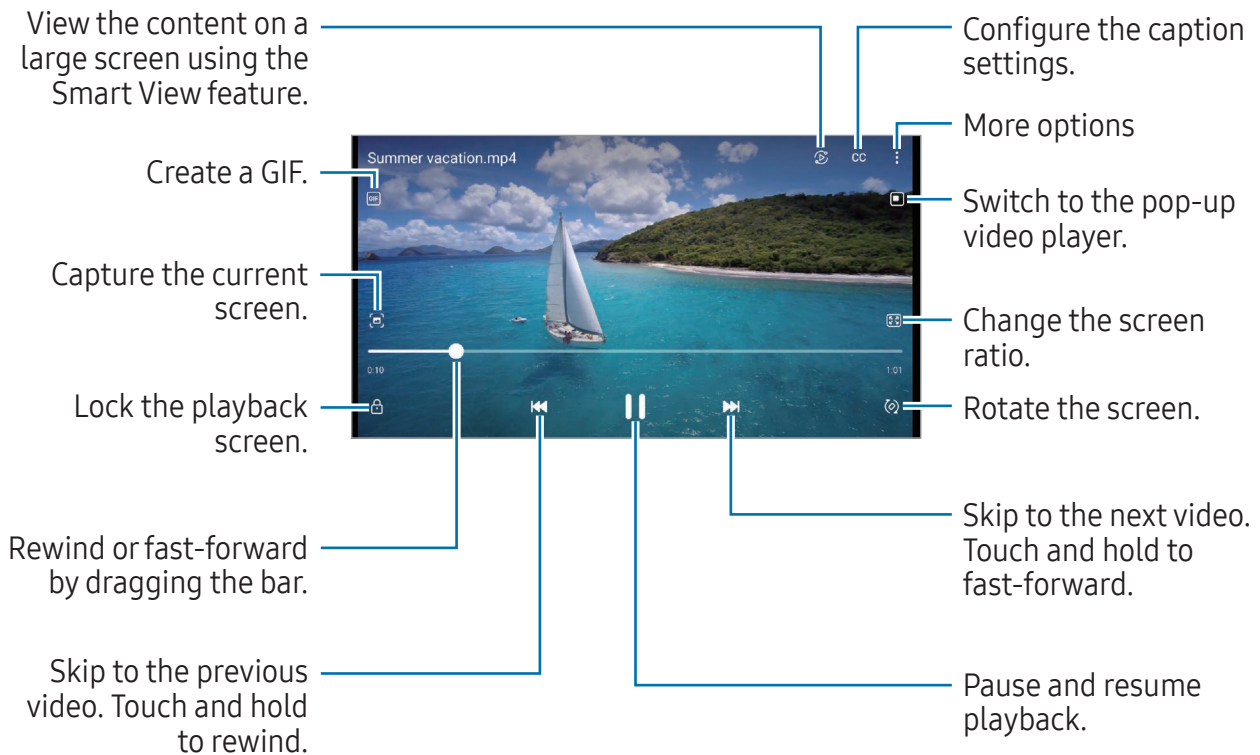 View the content on a
large screen using the
Smart View feature.
Create a GIF.
Capture the current
screen.
Lock the playback
screen.
Rewind or fast-forward
by dragging the bar.
Skip to the previous
video. Touch and hold
to rewind.
Summer vacation.mp4
CC
GIF
0:10
1:01
Configure the caption
settings.
More options
Switch to the pop-up
video player.
Change the screen
ratio.
Rotate the screen.
Skip to the next video.
Touch and hold to
fast-forward.
Pause and resume
playback.